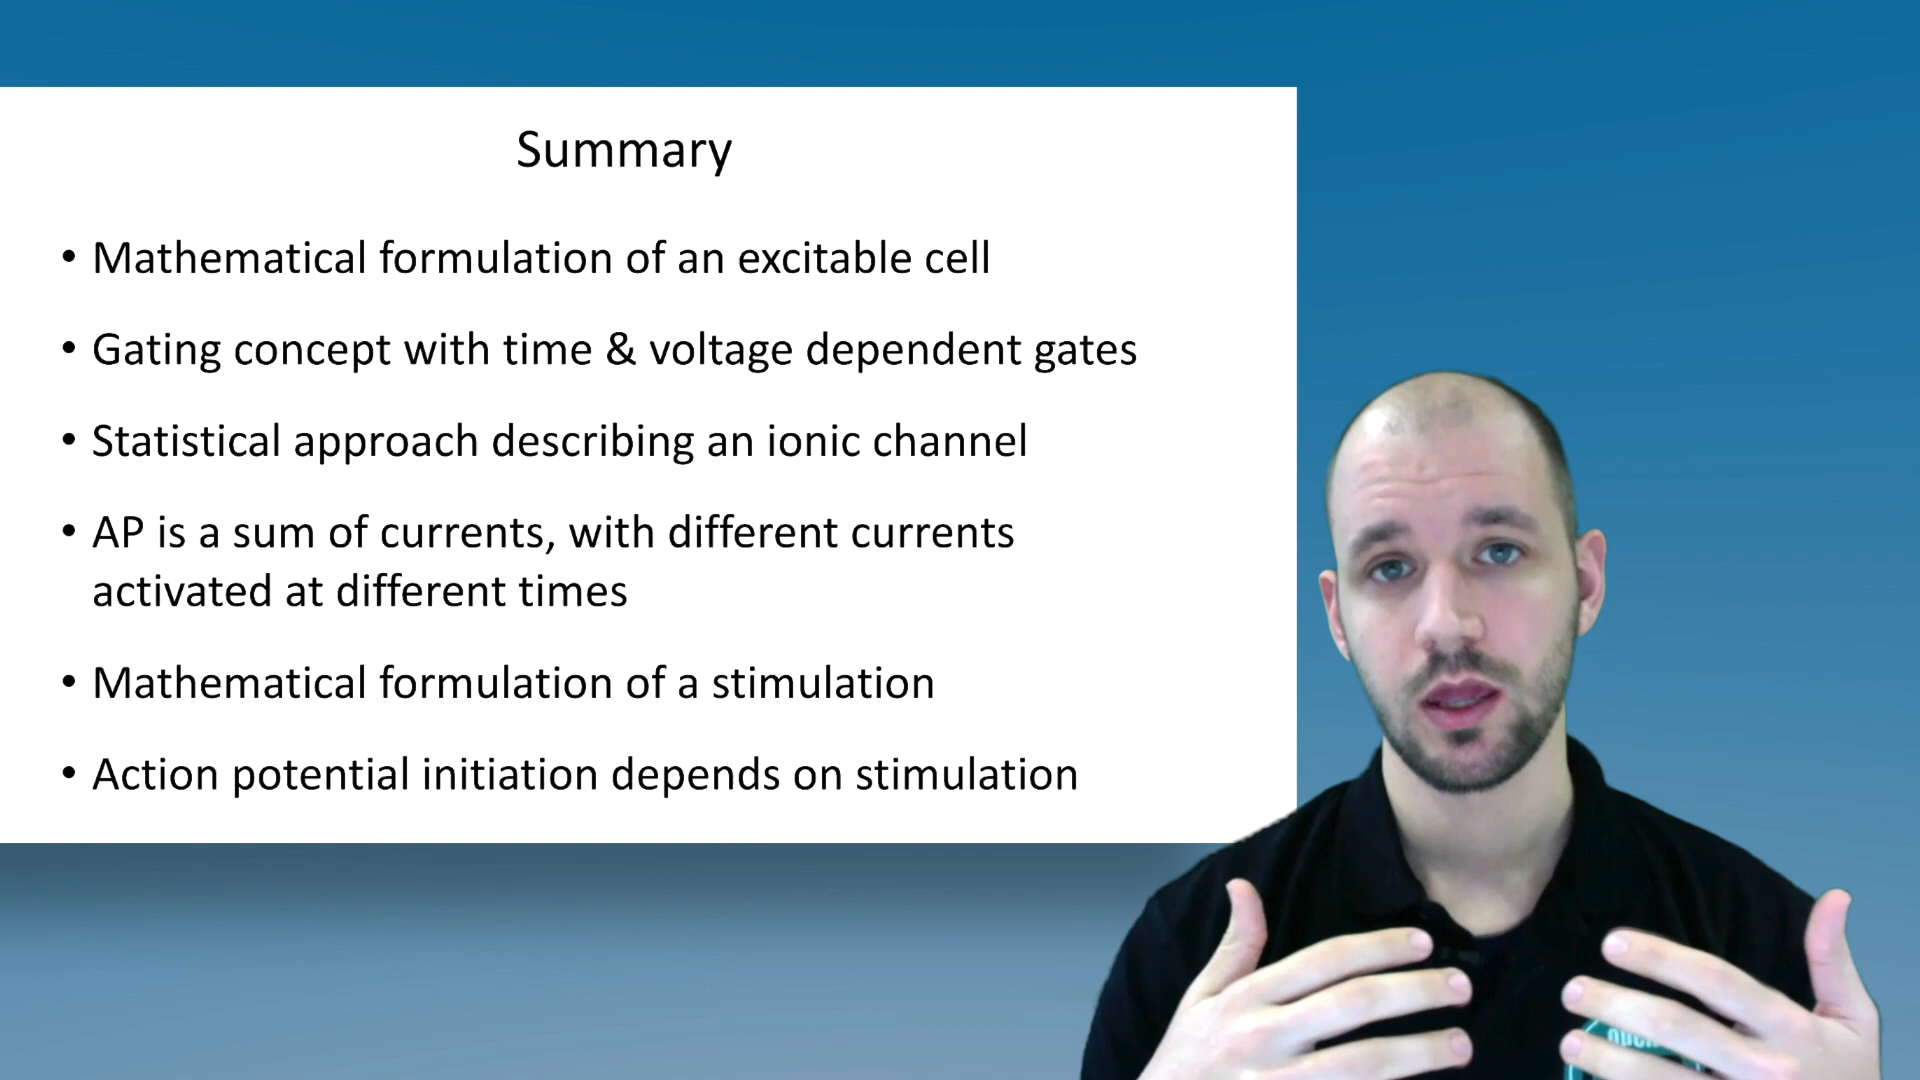 Summary
• Mathematical formulation of an excitable cell
• Gating concept with time & voltage dependent gates
• Statistical approach describing an ionic channel
• AP is a sum of currents, with different currents
activated at different times
• Mathematical formulation of a stimulation
• Action potential initiation depends on stimulation